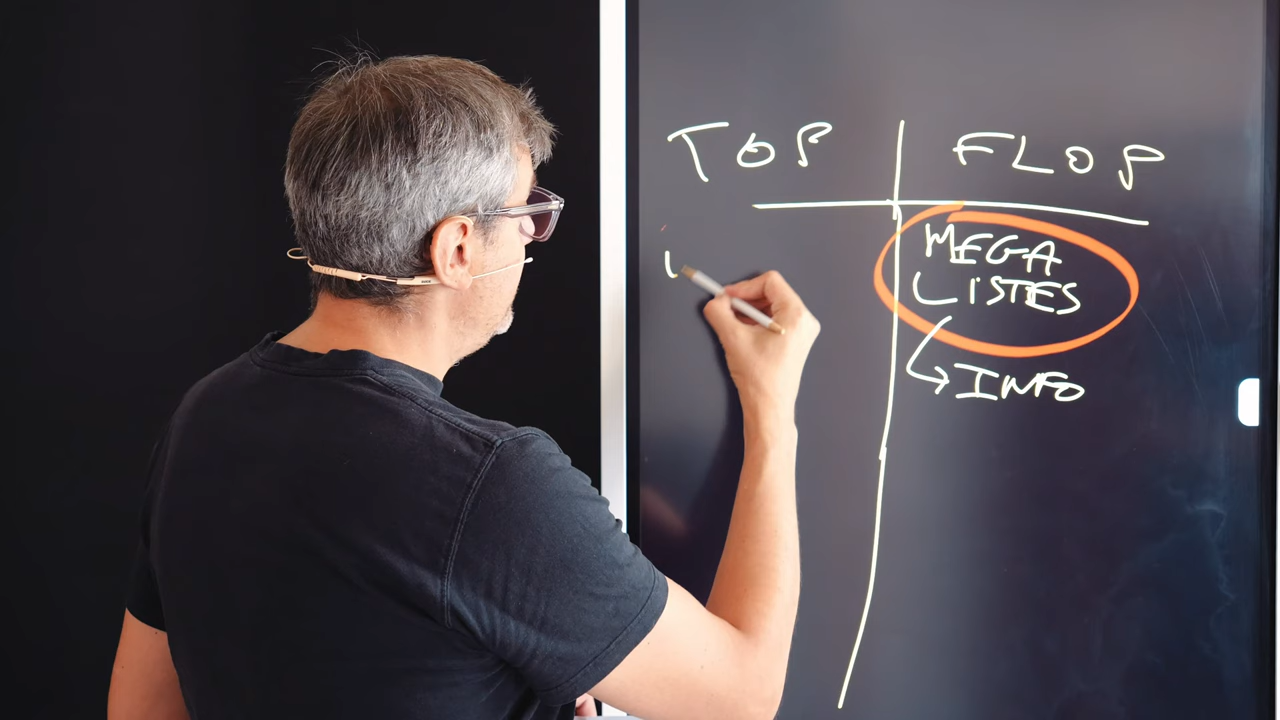 TOP FLOP
MEGA
LISTES
→ INFO